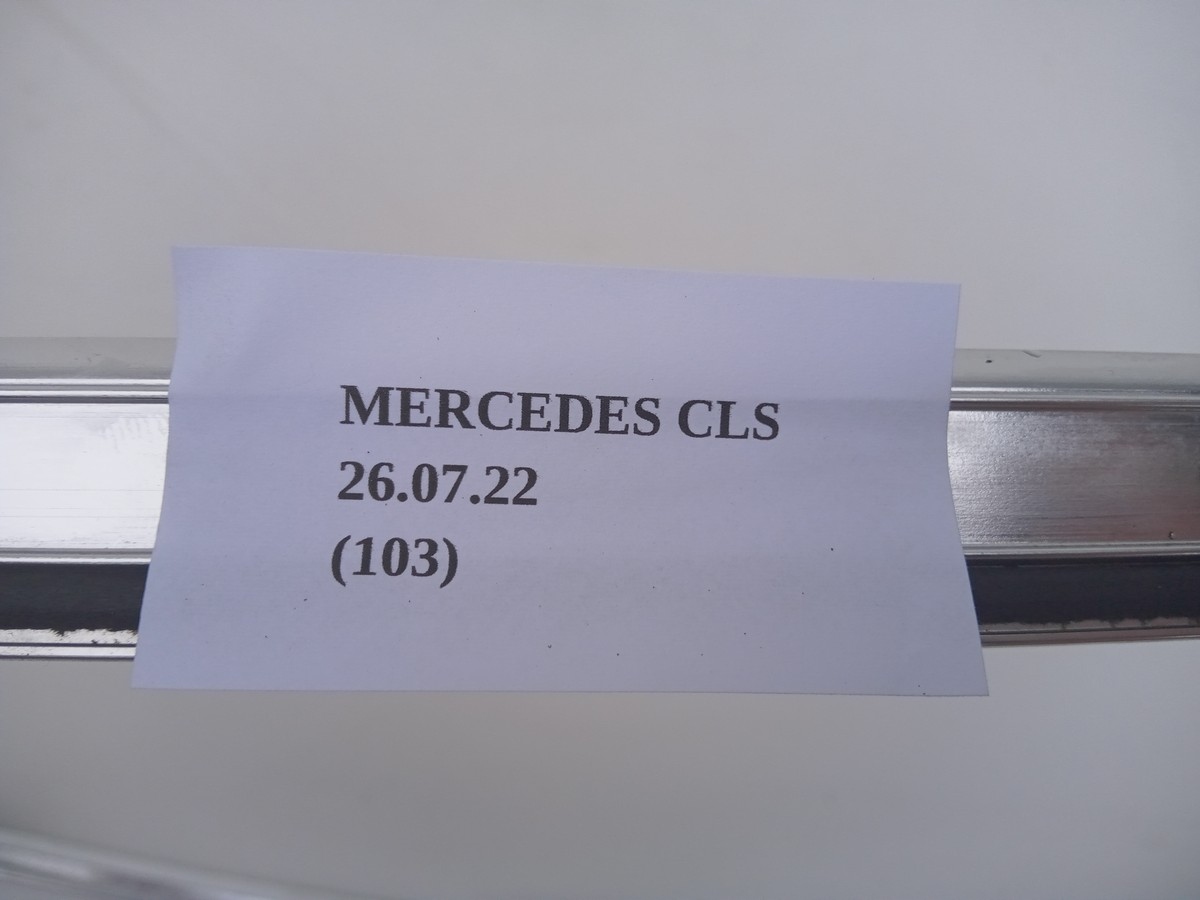 MERCEDES CLS
26.07.22
(103)